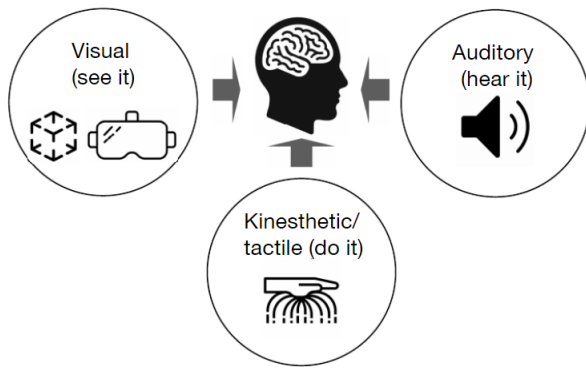 Visual
(see it)
Auditory
(hear it)
Kinesthetic/
tactile (do it)